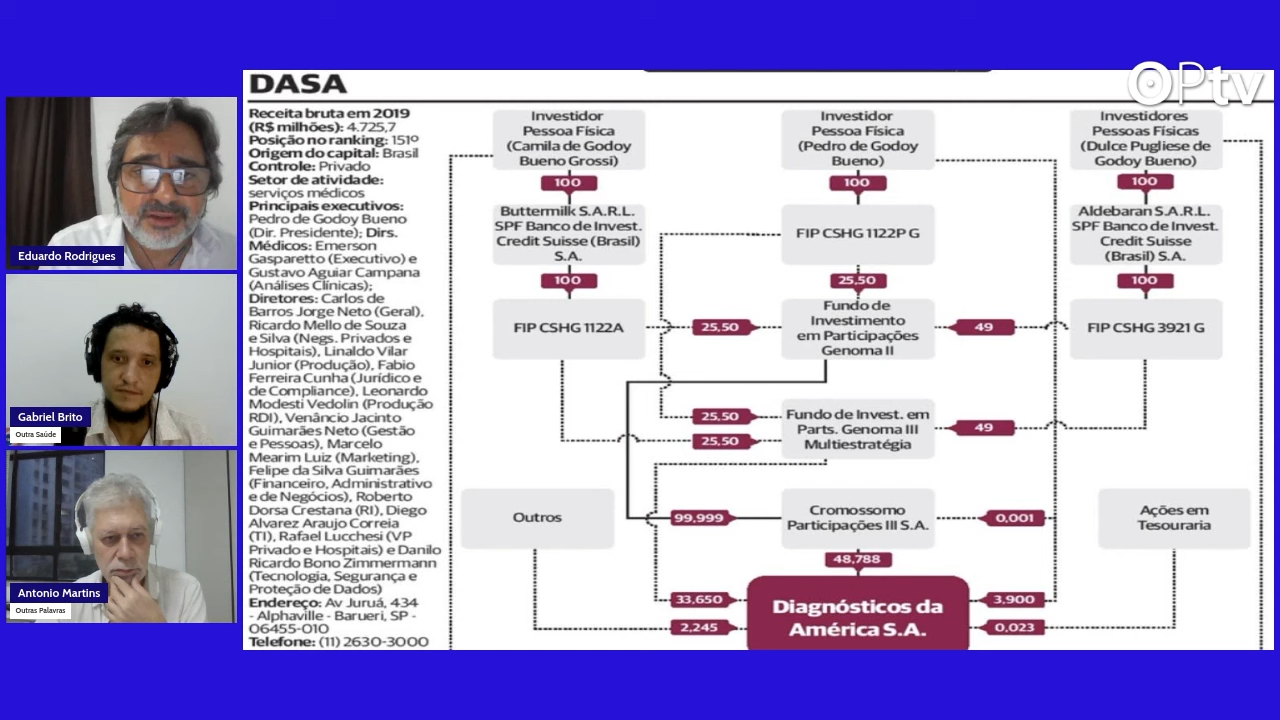 OPtv
Eduardo Rodrigues
Gabriel Brito
Outra Saúde
Antonio Martins
Outras Palavras
DASA
Receita bruta em 2019
(R$ milhões): 4.725,7
Posição no ranking: 151º
Origem do capital: Brasil
Controle: Privado
Setor de atividade:
serviços médicos
Principais executivos:
Pedro de Godoy Bueno
(Dir. Presidente); Dirs.
Médicos: Emerson
Gasparetto (Executivo) e
Gustavo Aguiar Campana
(Análises Clínicas);
Diretores: Carlos de
Barros Jorge Neto (Geral),
Ricardo Mello de Souza
e Silva (Negs. Privados e
Hospitais), Linaldo Vilar
Junior (Produção), Fabio
Ferreira Cunha (Jurídico e
de Compliance), Leonardo
Modesti Vedolin (Produção
RDI), Venâncio Jacinto
Guimarães Neto (Gestão
e Pessoas), Marcelo
Mearim Luiz (Marketing),
Felipe da Silva Guimarães
(Financeiro, Administrativo
e de Negócios), Roberto
Dorsa Crestana (RI), Diego
Alvarez Araujo Correia
(TI), Rafael Lucchesi (VP
Privado e Hospitais) e Danilo
Ricardo Bono Zimmermann
(Tecnologia, Segurança e
Proteção de Dados)
Endereço: Av Juruá, 434
- Alphaville - Barueri, SP -
06455-010
Telefone: (11) 2630-3000
Investidor
Pessoa Física
(Camila de Godoy
Bueno Grossi)
Investidor
Pessoa Física
(Pedro de Godoy
Bueno)
Investidores
Pessoas Físicas
(Dulce Pugliese de
Godoy Bueno)
100
100
100
Buttermilk S.A.R.L.
SPF Banco de Invest.
Credit Suisse (Brasil)
S.A.
FIP CSHG 1122P G
Aldebaran S.A.R.L.
SPF Banco de Invest.
Credit Suisse
(Brasil) S.A.
100
25,50
100
FIP CSHG 1122A
25,50
Fundo de
Investimento
em Participações
Genoma II
49
FIP CSHG 3921 G
25,50
25,50
Fundo de Invest. em
Parts. Genoma III
Multiestratégia
49
Outros
99,999
Cromossomo
Participações III S.A.
0,001
Ações em
Tesouraria
48,788
33,650
2,245
Diagnósticos da
América S.A.
3,900
0,023